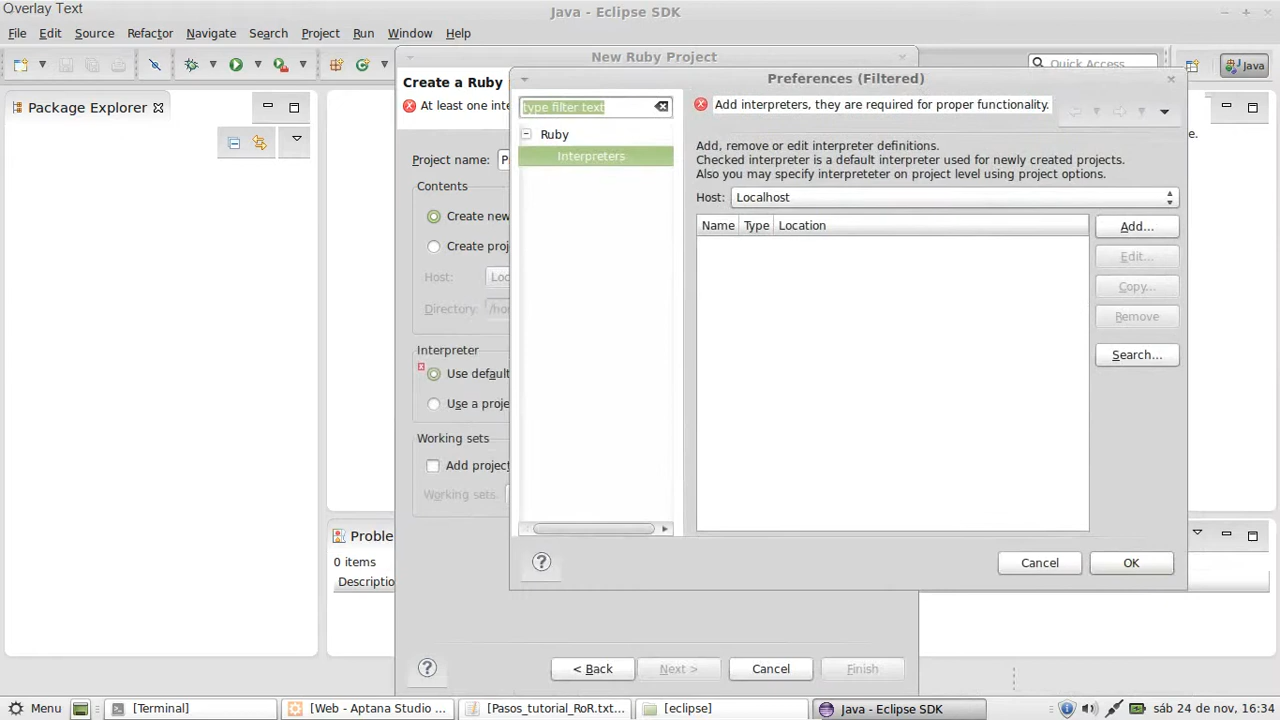 Overlay Text
Java - Eclipse SDK
File Edit Source Refactor Navigate Search Project Run Window Help
New Ruby Project
Quick Access
Java
Create a Ruby
Preferences (Filtered)
Package Explorer
At least one inte
type filter text
Add interpreters, they are required for project functionality.
Ruby
Interpreters
Add, remove or edit interpreter definitions.
Checked interpreter is a default interpreter used for newly created projects.
Also you may specify interpreteter on project level using project options.
Project name:
Host: Localhost
Contents
Name Type Location
Add...
Create new
Create proj
Edit...
Host: Loc
Copy...
Directory: /ho
Remove
Interpreter
Search...
Use default
Use a proje
Working sets
Add project
Working sets:
Proble
0 items
Descriptio
Cancel OK
< Back Next > Cancel Finish
Menu [Terminal] [Web - Aptana Studio ... [Pasos_tutorial_RoR.txt... [eclipse] Java - Eclipse SDK sáb 24 de nov, 16:34